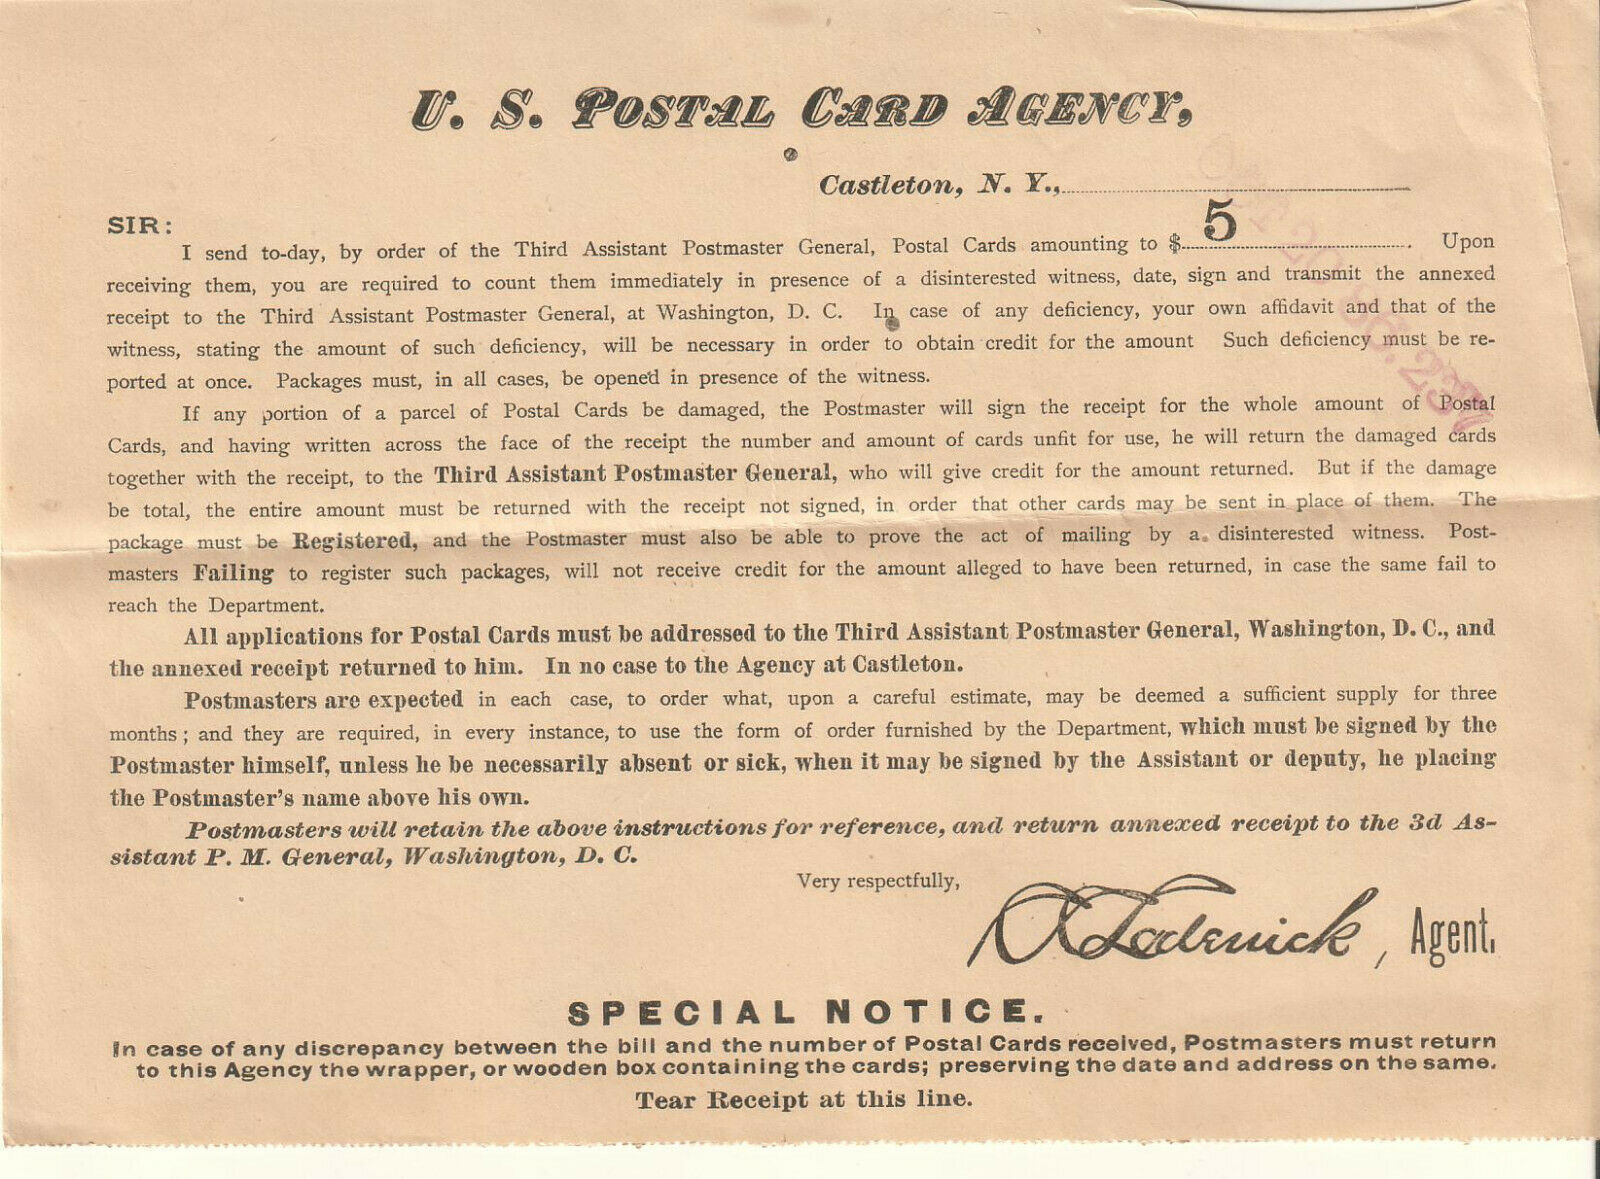 U. S. POSTAL CARD AGENCY,
Castleton, N. Y.,
SIR:
I send to-day, by order of the Third Assistant Postmaster General, Postal Cards amounting to $ 5 . Upon
receiving them, you are required to count them immediately in presence of a disinterested witness, date, sign and transmit the annexed
receipt to the Third Assistant Postmaster General, at Washington, D. C. In case of any deficiency, your own affidavit and that of the
witness, stating the amount of such deficiency, will be necessary in order to obtain credit for the amount Such deficiency must be re-
ported at once. Packages must, in all cases, be opened in presence of the witness.
If any portion of a parcel of Postal Cards be damaged, the Postmaster will sign the receipt for the whole amount of Postal
Cards, and having written across the face of the receipt the number and amount of cards unfit for use, he will return the damaged cards
together with the receipt, to the Third Assistant Postmaster General, who will give credit for the amount returned. But if the damage
be total, the entire amount must be returned with the receipt not signed, in order that other cards may be sent in place of them. The
package must be Registered, and the Postmaster must also be able to prove the act of mailing by a disinterested witness. Post-
masters Failing to register such packages, will not receive credit for the amount alleged to have been returned, in case the same fail to
reach the Department.
All applications for Postal Cards must be addressed to the Third Assistant Postmaster General, Washington, D. C., and
the annexed receipt returned to him. In no case to the Agency at Castleton.
Postmasters are expected in each case, to order what, upon a careful estimate, may be deemed a sufficient supply for three
months ; and they are required, in every instance, to use the form of order furnished by the Department, which must be signed by the
Postmaster himself, unless he be necessarily absent or sick, when it may be signed by the Assistant or deputy, he placing
the Postmaster's name above his own.
Postmasters will retain the above instructions for reference, and return annexed receipt to the 3d As-
sistant P. M. General, Washington, D. C.
Very respectfully,
, Agent.
SPECIAL NOTICE.
In case of any discrepancy between the bill and the number of Postal Cards received, Postmasters must return
to this Agency the wrapper, or wooden box containing the cards; preserving the date and address on the same.
Tear Receipt at this line.